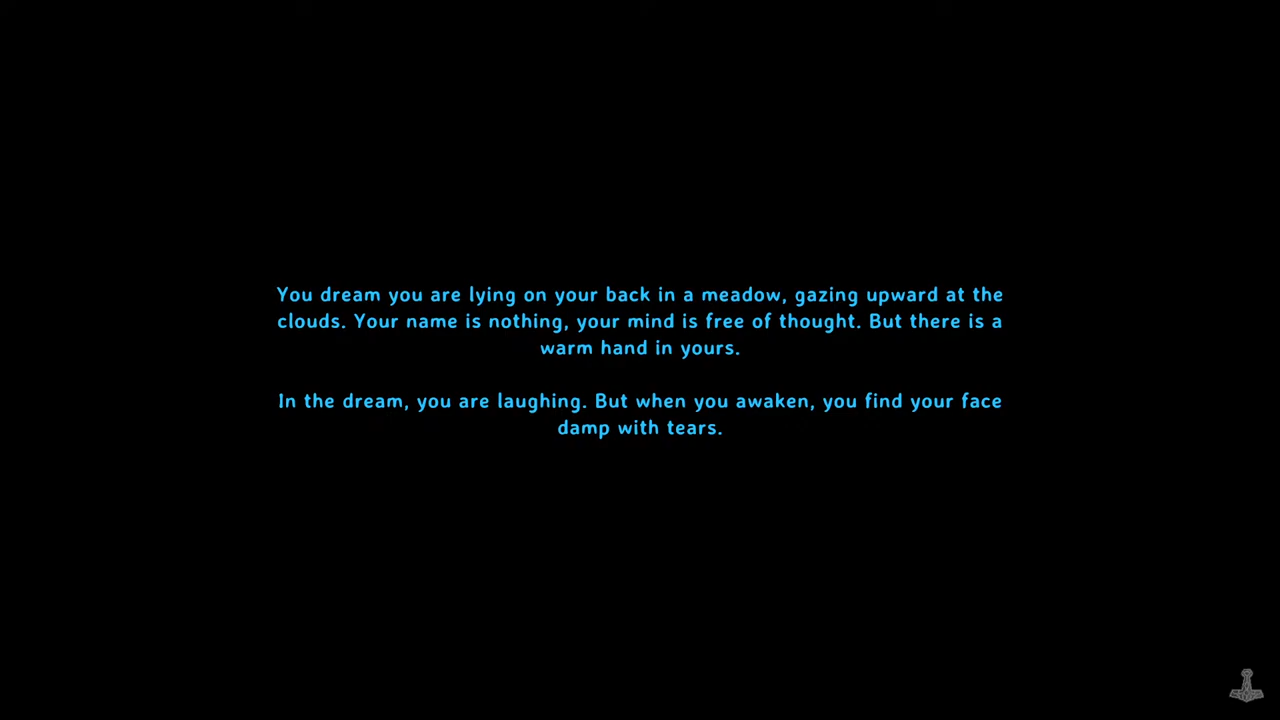 You dream you are lying on your back in a meadow, gazing upward at the
clouds. Your name is nothing, your mind is free of thought. But there is a
warm hand in yours.
In the dream, you are laughing. But when you awaken, you find your face
damp with tears.